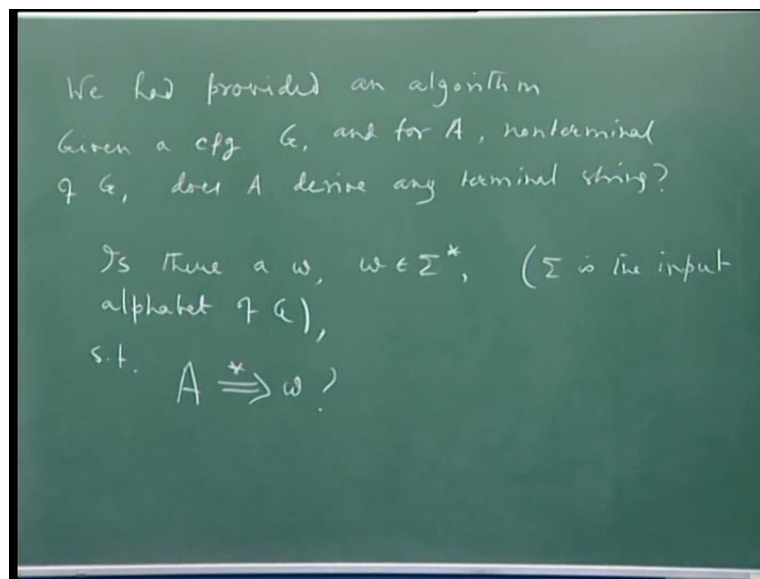 We had provided an algorithm
Given a cfg G, and for A, nonterminal
of G, does A derive any terminal string?
Is there a w, w ∈ Σ*, (Σ is the input
alphabet of G),
s.t.
A ⇒* w ?